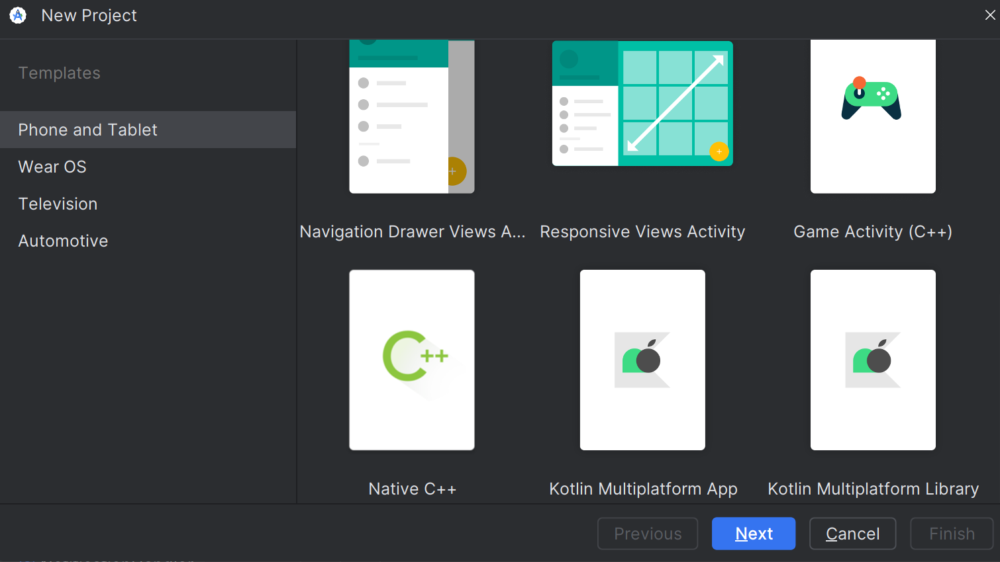 New Project
Templates
Phone and Tablet
Wear OS
Television
Automotive
Navigation Drawer Views A...
Responsive Views Activity
Game Activity (C++)
C++
Native C++
Kotlin Multiplatform App
Kotlin Multiplatform Library
Previous
Next
Cancel
Finish